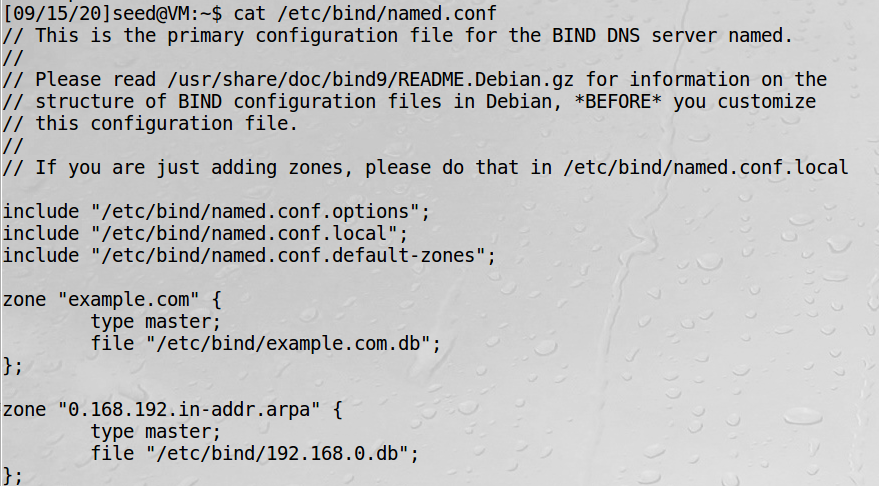 [09/15/20]seed@VM:~$ cat /etc/bind/named.conf
// This is the primary configuration file for the BIND DNS server named.
//
// Please read /usr/share/doc/bind9/README.Debian.gz for information on the
// structure of BIND configuration files in Debian, *BEFORE* you customize
// this configuration file.
//
// If you are just adding zones, please do that in /etc/bind/named.conf.local

include "/etc/bind/named.conf.options";
include "/etc/bind/named.conf.local";
include "/etc/bind/named.conf.default-zones";

zone "example.com" {
        type master;
        file "/etc/bind/example.com.db";
};

zone "0.168.192.in-addr.arpa" {
        type master;
        file "/etc/bind/192.168.0.db";
};